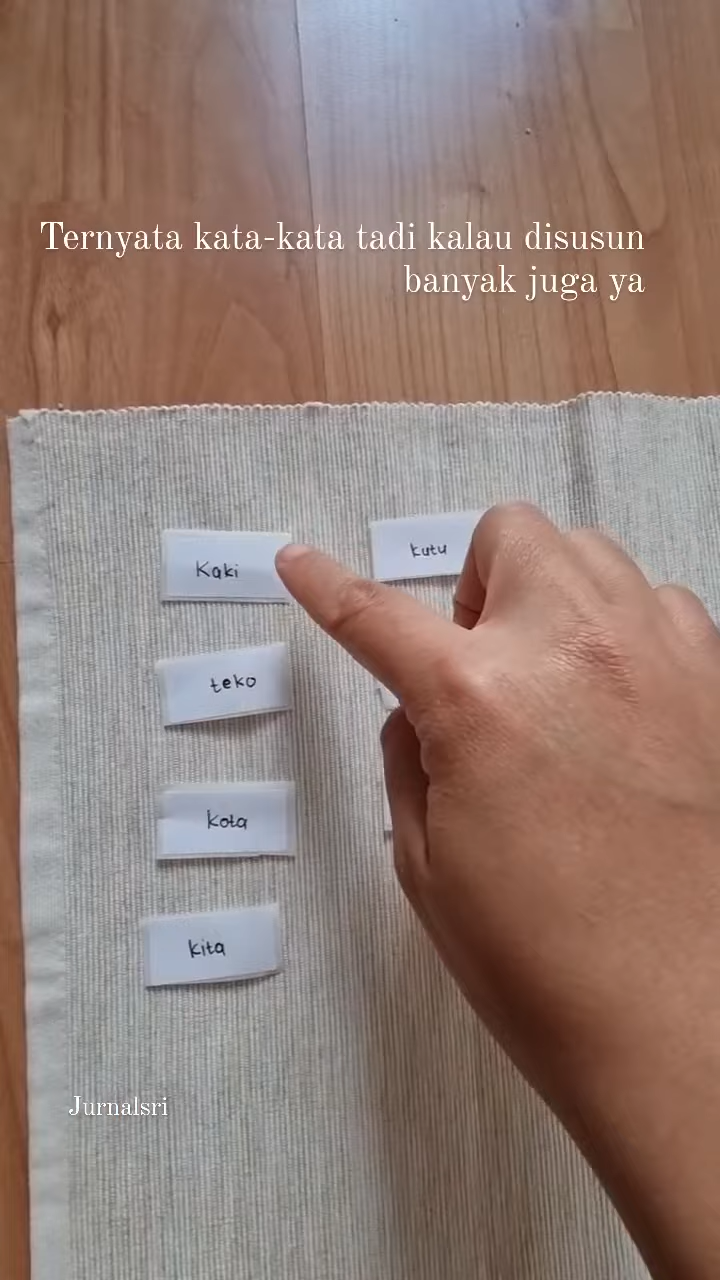 Ternyata kata-kata tadi kalau disusun
banyak juga ya
Kaki
kutu
teko
kota
kita
Jurnalsri